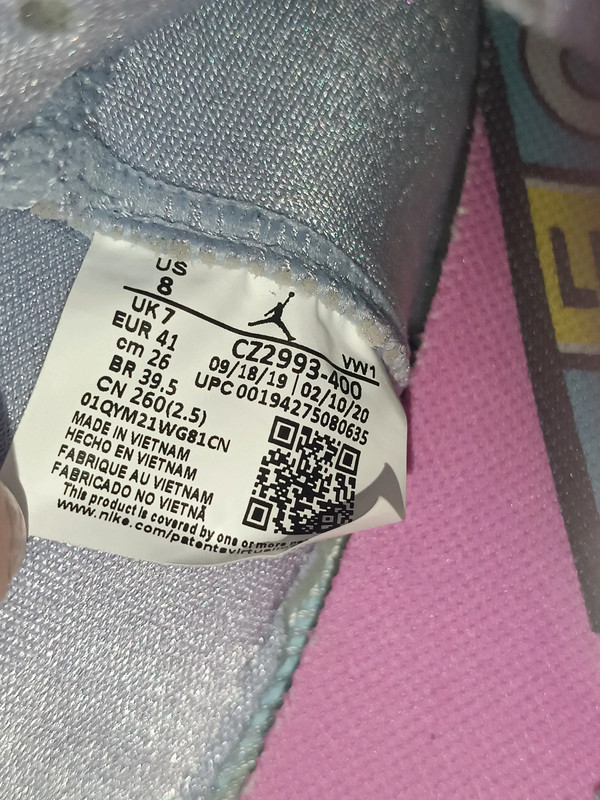 US
8
UK 7
EUR 41
cm 26
BR 39.5
CN 260(2.5)
VW1
CZ2993-400
09/18/19 | 02/10/20
UPC 00194275080635
01QYM21WG81CN
MADE IN VIETNAM
HECHO EN VIETNAM
FABRIQUE AU VIETNAM
FABRICADO NO VIETNÃ
This product is covered by one or more
www.nike.com/patents